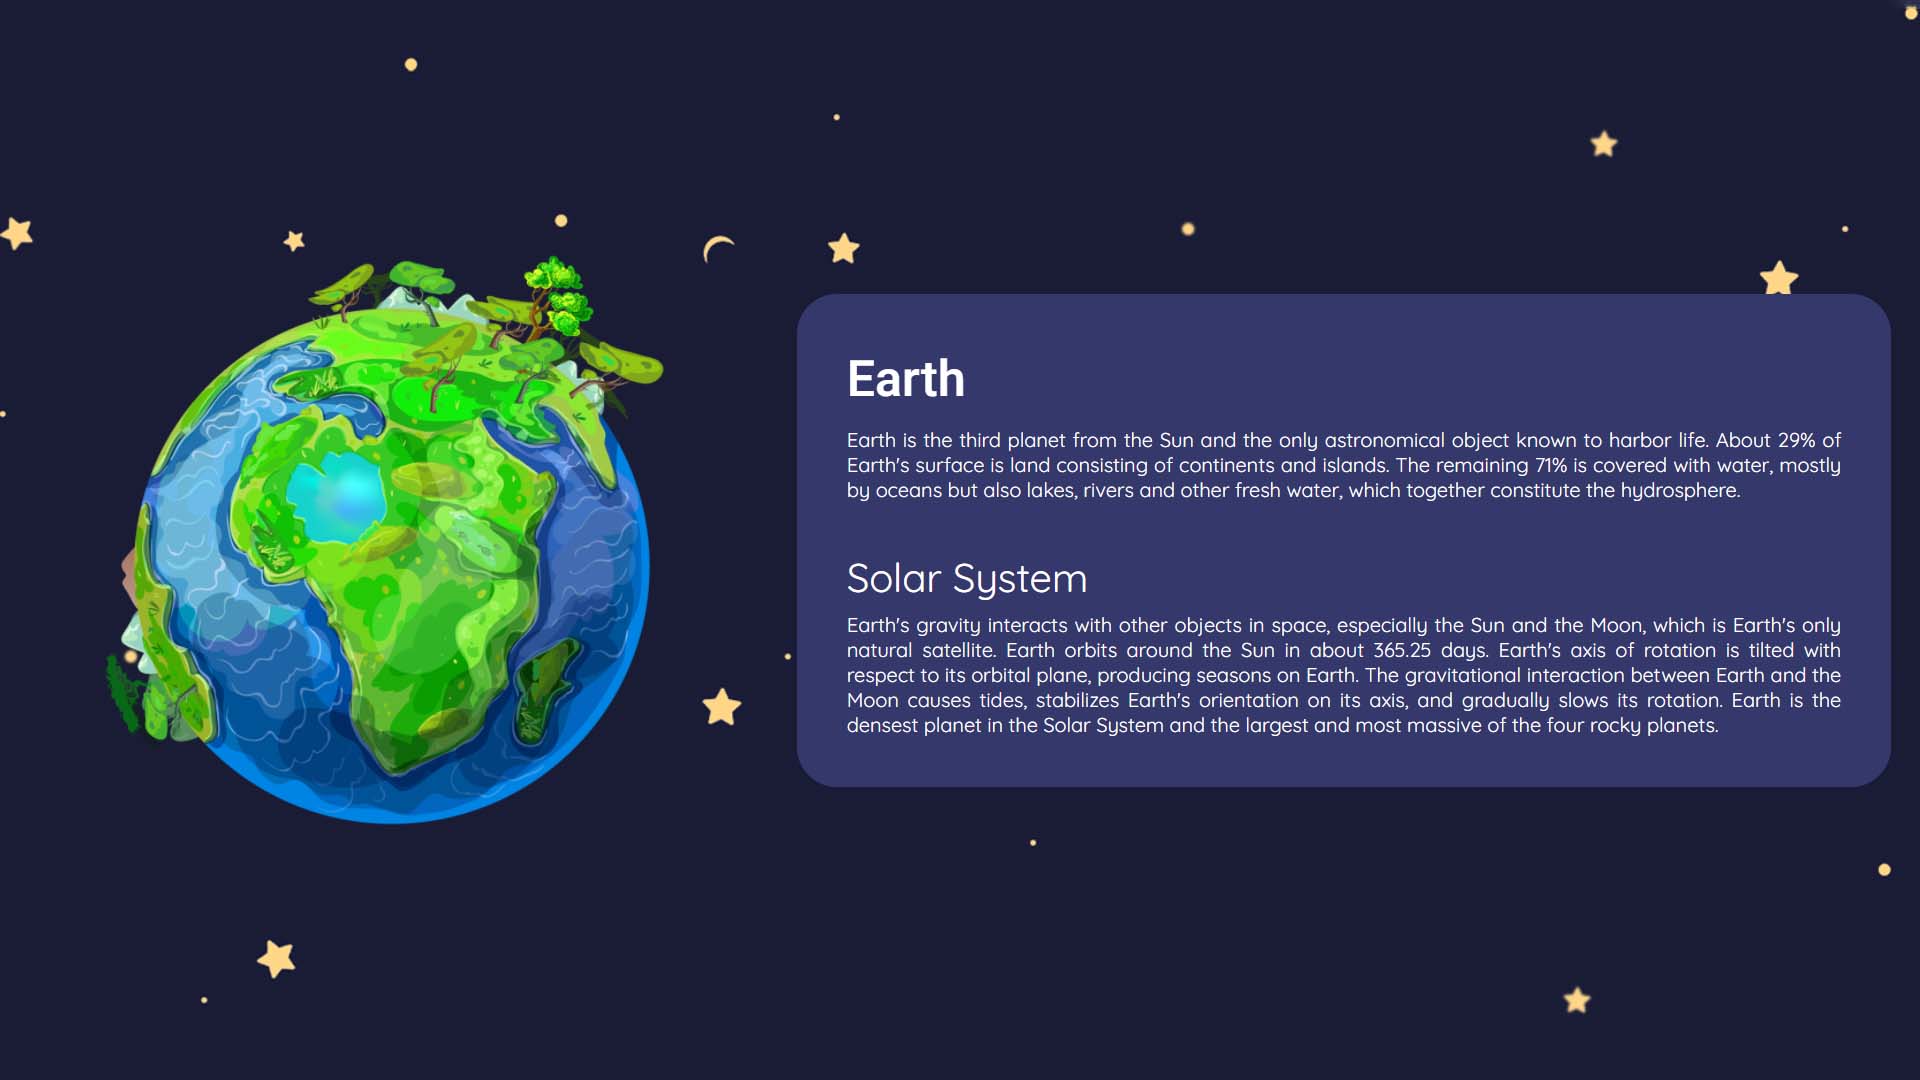 Earth
Earth is the third planet from the Sun and the only astronomical object known to harbor life. About 29% of
Earth's surface is land consisting of continents and islands. The remaining 71% is covered with water, mostly
by oceans but also lakes, rivers and other fresh water, which together constitute the hydrosphere.
Solar System
Earth's gravity interacts with other objects in space, especially the Sun and the Moon, which is Earth's only
natural satellite. Earth orbits around the Sun in about 365.25 days. Earth's axis of rotation is tilted with
respect to its orbital plane, producing seasons on Earth. The gravitational interaction between Earth and the
Moon causes tides, stabilizes Earth's orientation on its axis, and gradually slows its rotation. Earth is the
densest planet in the Solar System and the largest and most massive of the four rocky planets.